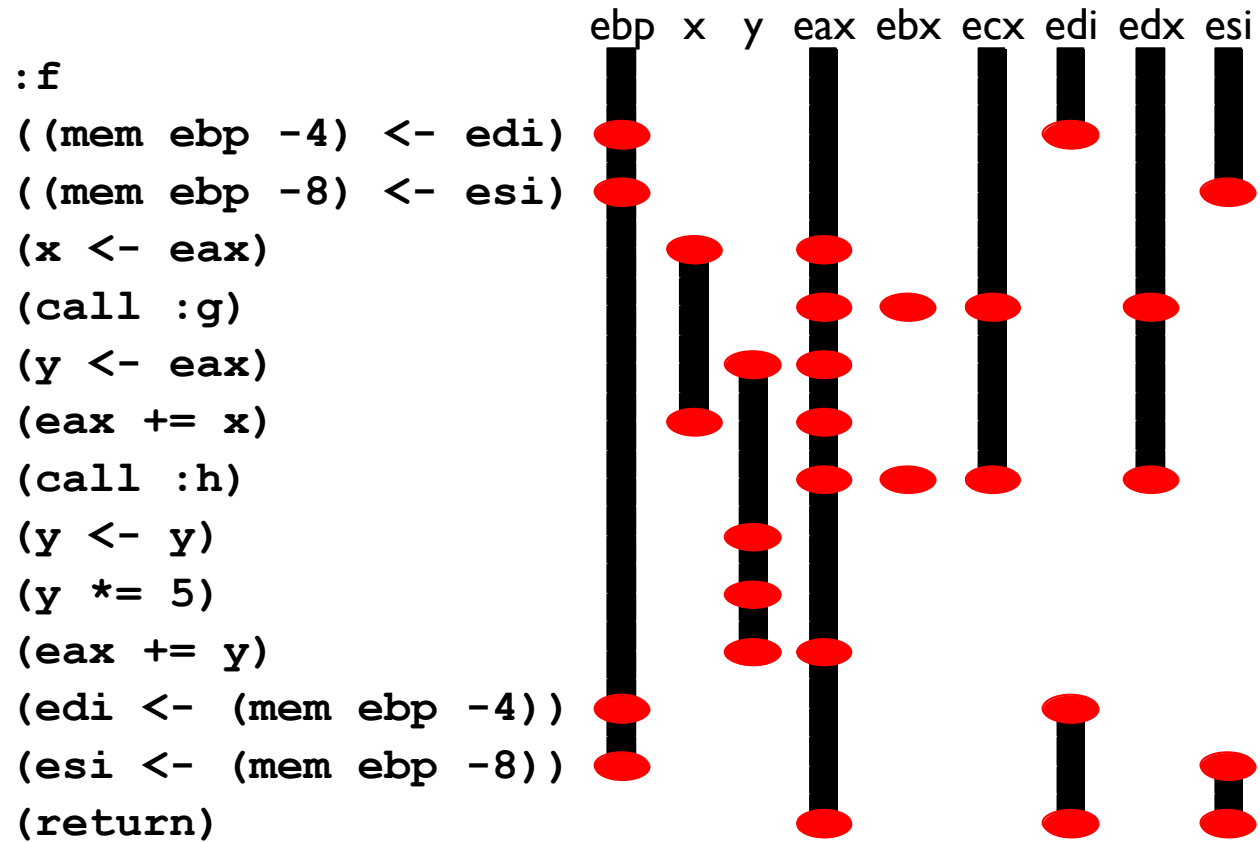 ebp x y eax ebx ecx edi edx esi
:f
((mem ebp -4) <- edi)
((mem ebp -8) <- esi)
(x <- eax)
(call :g)
(y <- eax)
(eax += x)
(call :h)
(y <- y)
(y *= 5)
(eax += y)
(edi <- (mem ebp -4))
(esi <- (mem ebp -8))
(return)